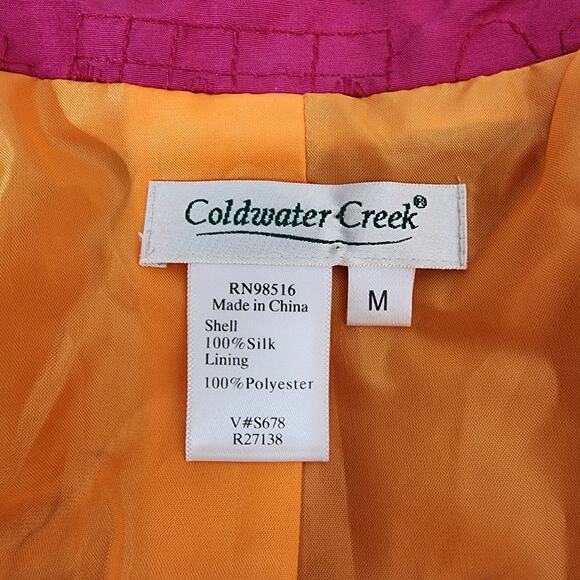 Coldwater Creek®
RN98516
Made in China
Shell
100%Silk
Lining
100%Polyester
V#S678
R27138
M